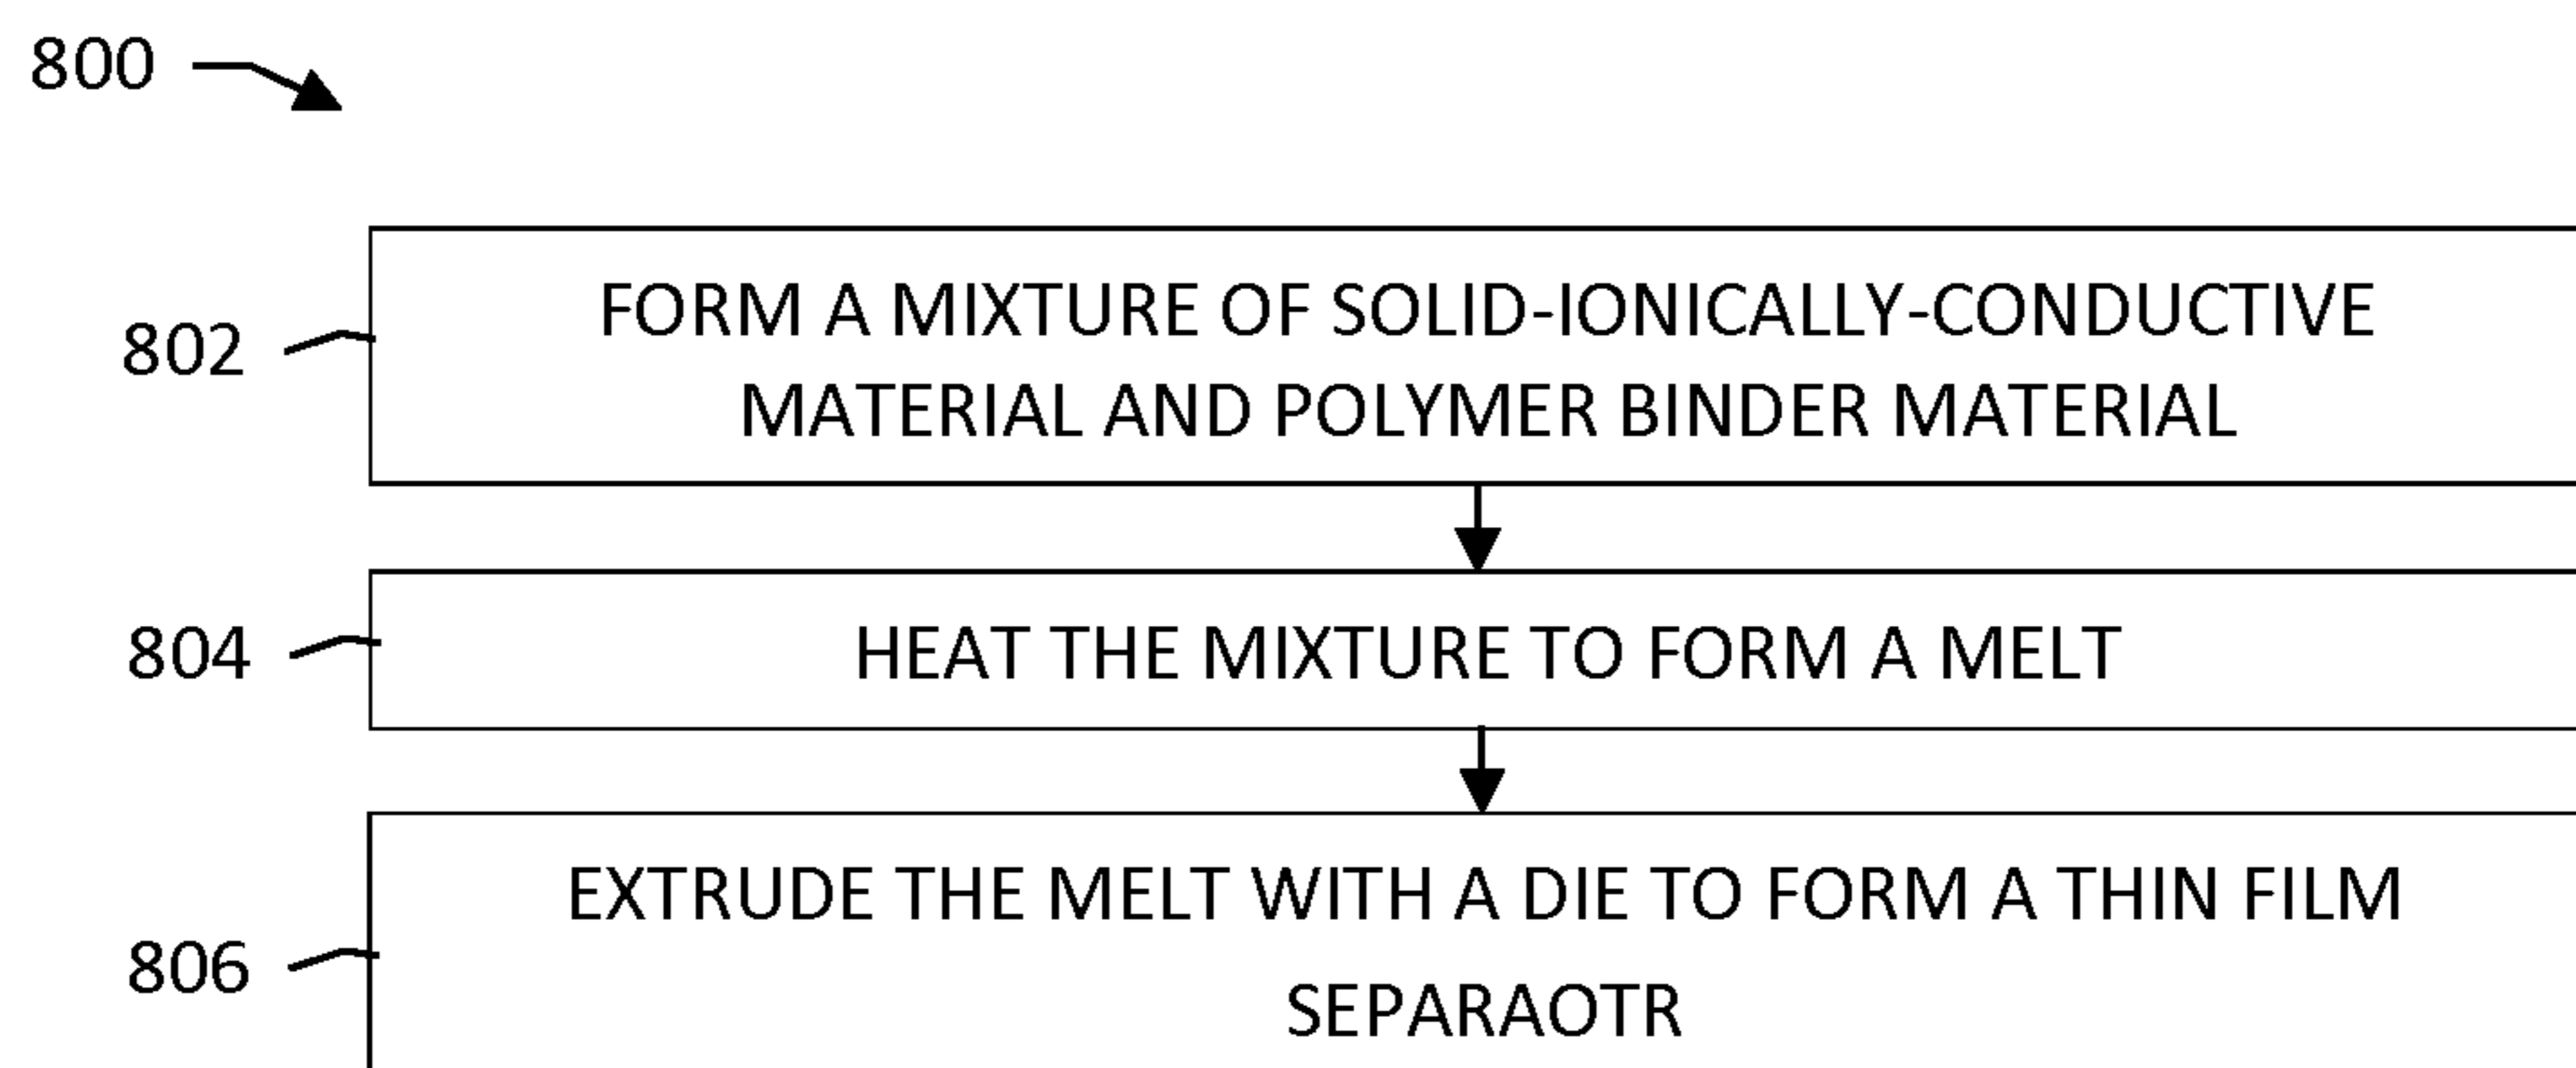 800
802
FORM A MIXTURE OF SOLID-IONICALLY-CONDUCTIVE
MATERIAL AND POLYMER BINDER MATERIAL
804
HEAT THE MIXTURE TO FORM A MELT
806
EXTRUDE THE MELT WITH A DIE TO FORM A THIN FILM
SEPARAOTR